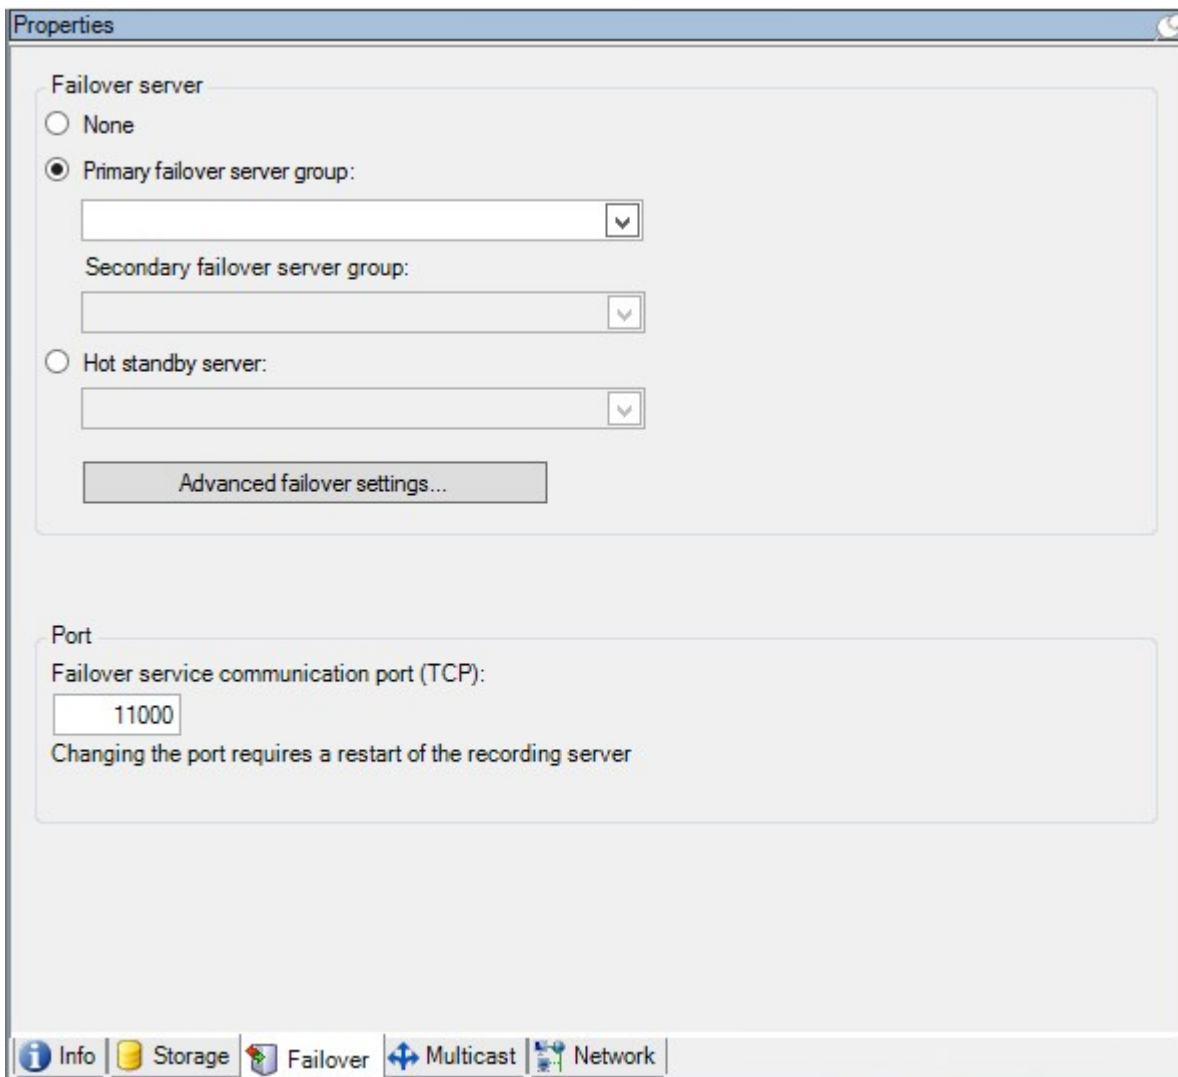 Properties
Failover server
None
Primary failover server group:
Secondary failover server group:
Hot standby server:
Advanced failover settings...
Port
Failover service communication port (TCP):
11000
Changing the port requires a restart of the recording server
Info Storage Failover Multicast Network